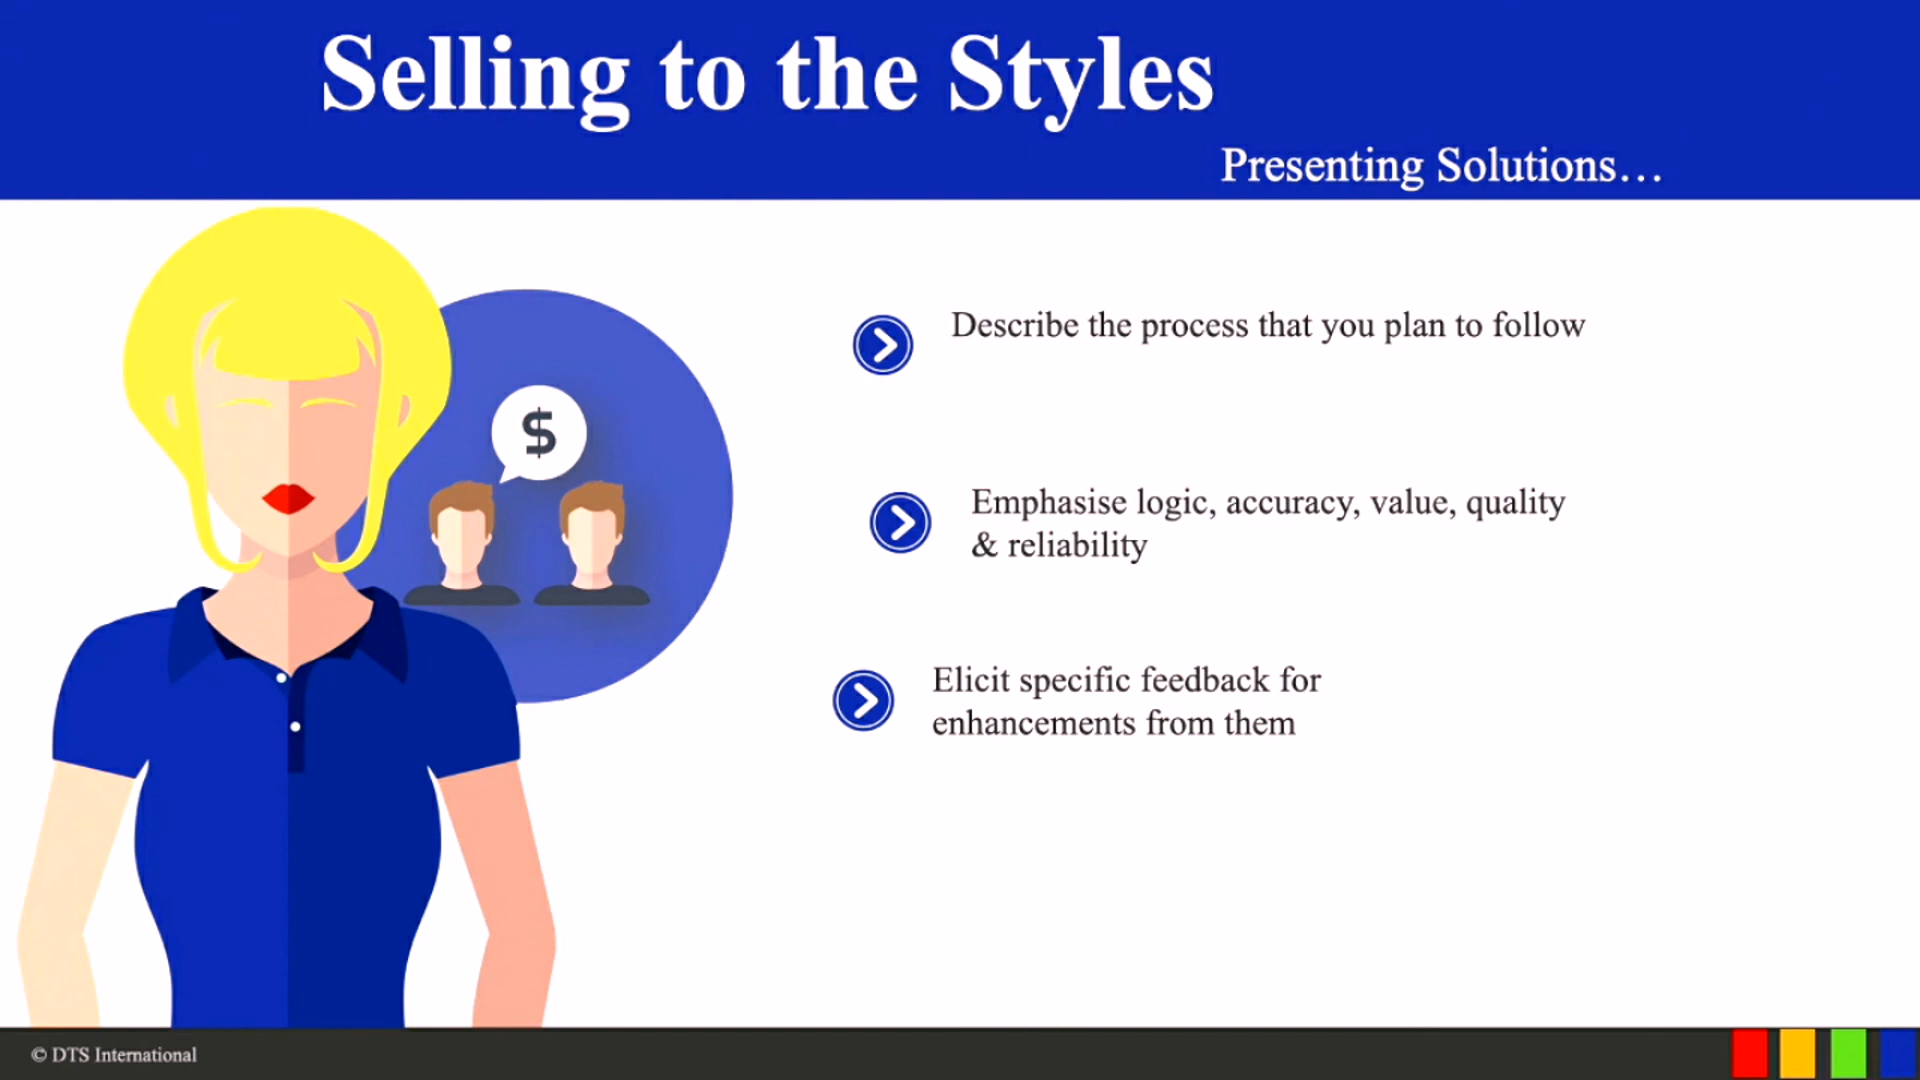 Selling to the Styles
Presenting Solutions...
Describe the process that you plan to follow
$
Emphasise logic, accuracy, value, quality
& reliability
Elicit specific feedback for
enhancements from them
© DTS International